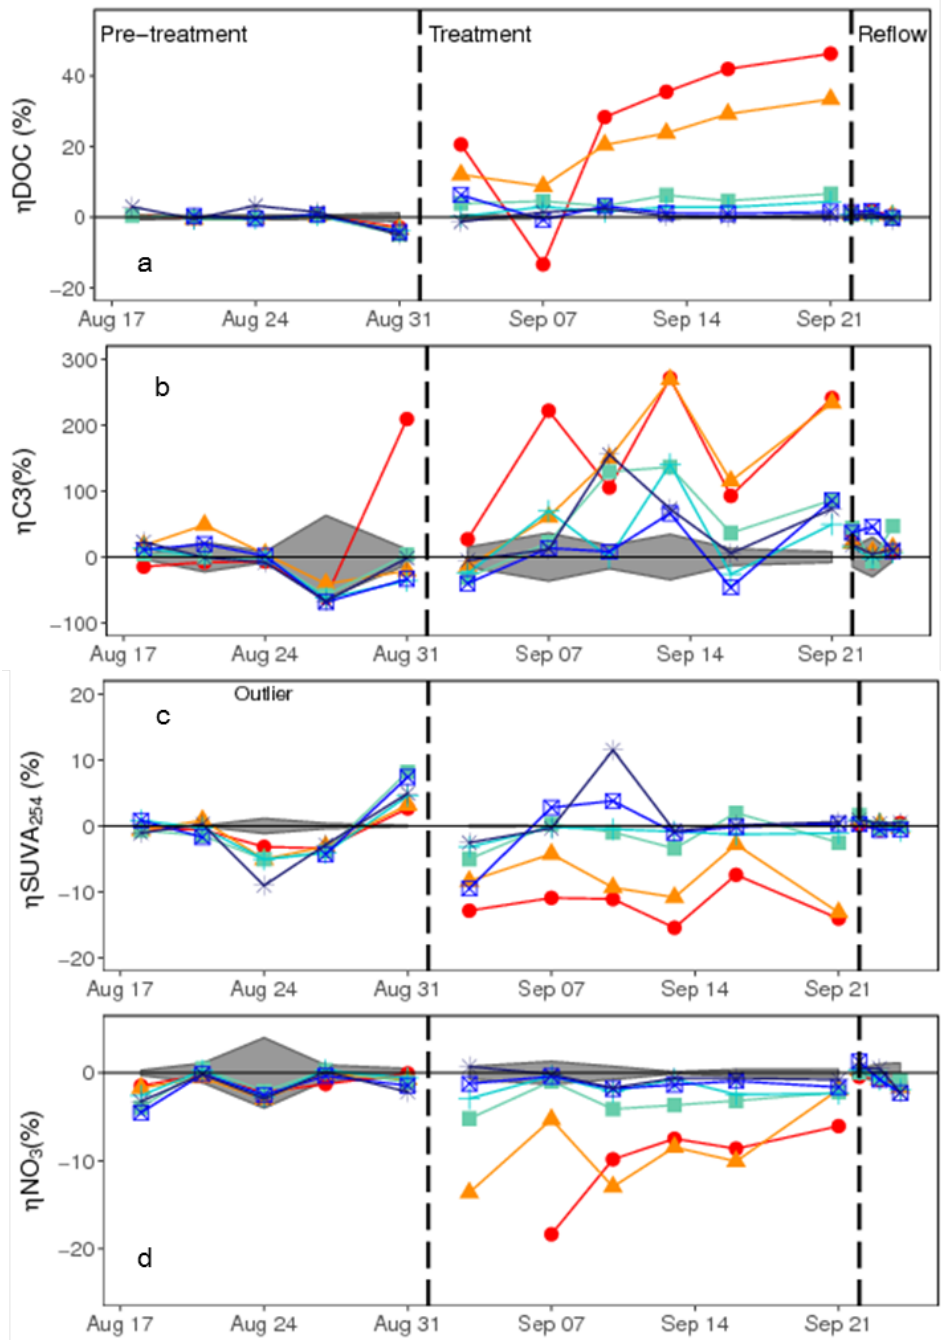 Pre−treatment Treatment Reflow
ηDOC (%)
40
20
0
−20
a
Aug 17 Aug 24 Aug 31 Sep 07 Sep 14 Sep 21
ηC3(%)
300
200
100
0
−100
b
Aug 17 Aug 24 Aug 31 Sep 07 Sep 14 Sep 21
Outlier
c
ηSUVA254 (%)
20
10
0
−10
−20
Aug 17 Aug 24 Aug 31 Sep 07 Sep 14 Sep 21
ηNO3(%)
0
−10
−20
d
Aug 17 Aug 24 Aug 31 Sep 07 Sep 14 Sep 21